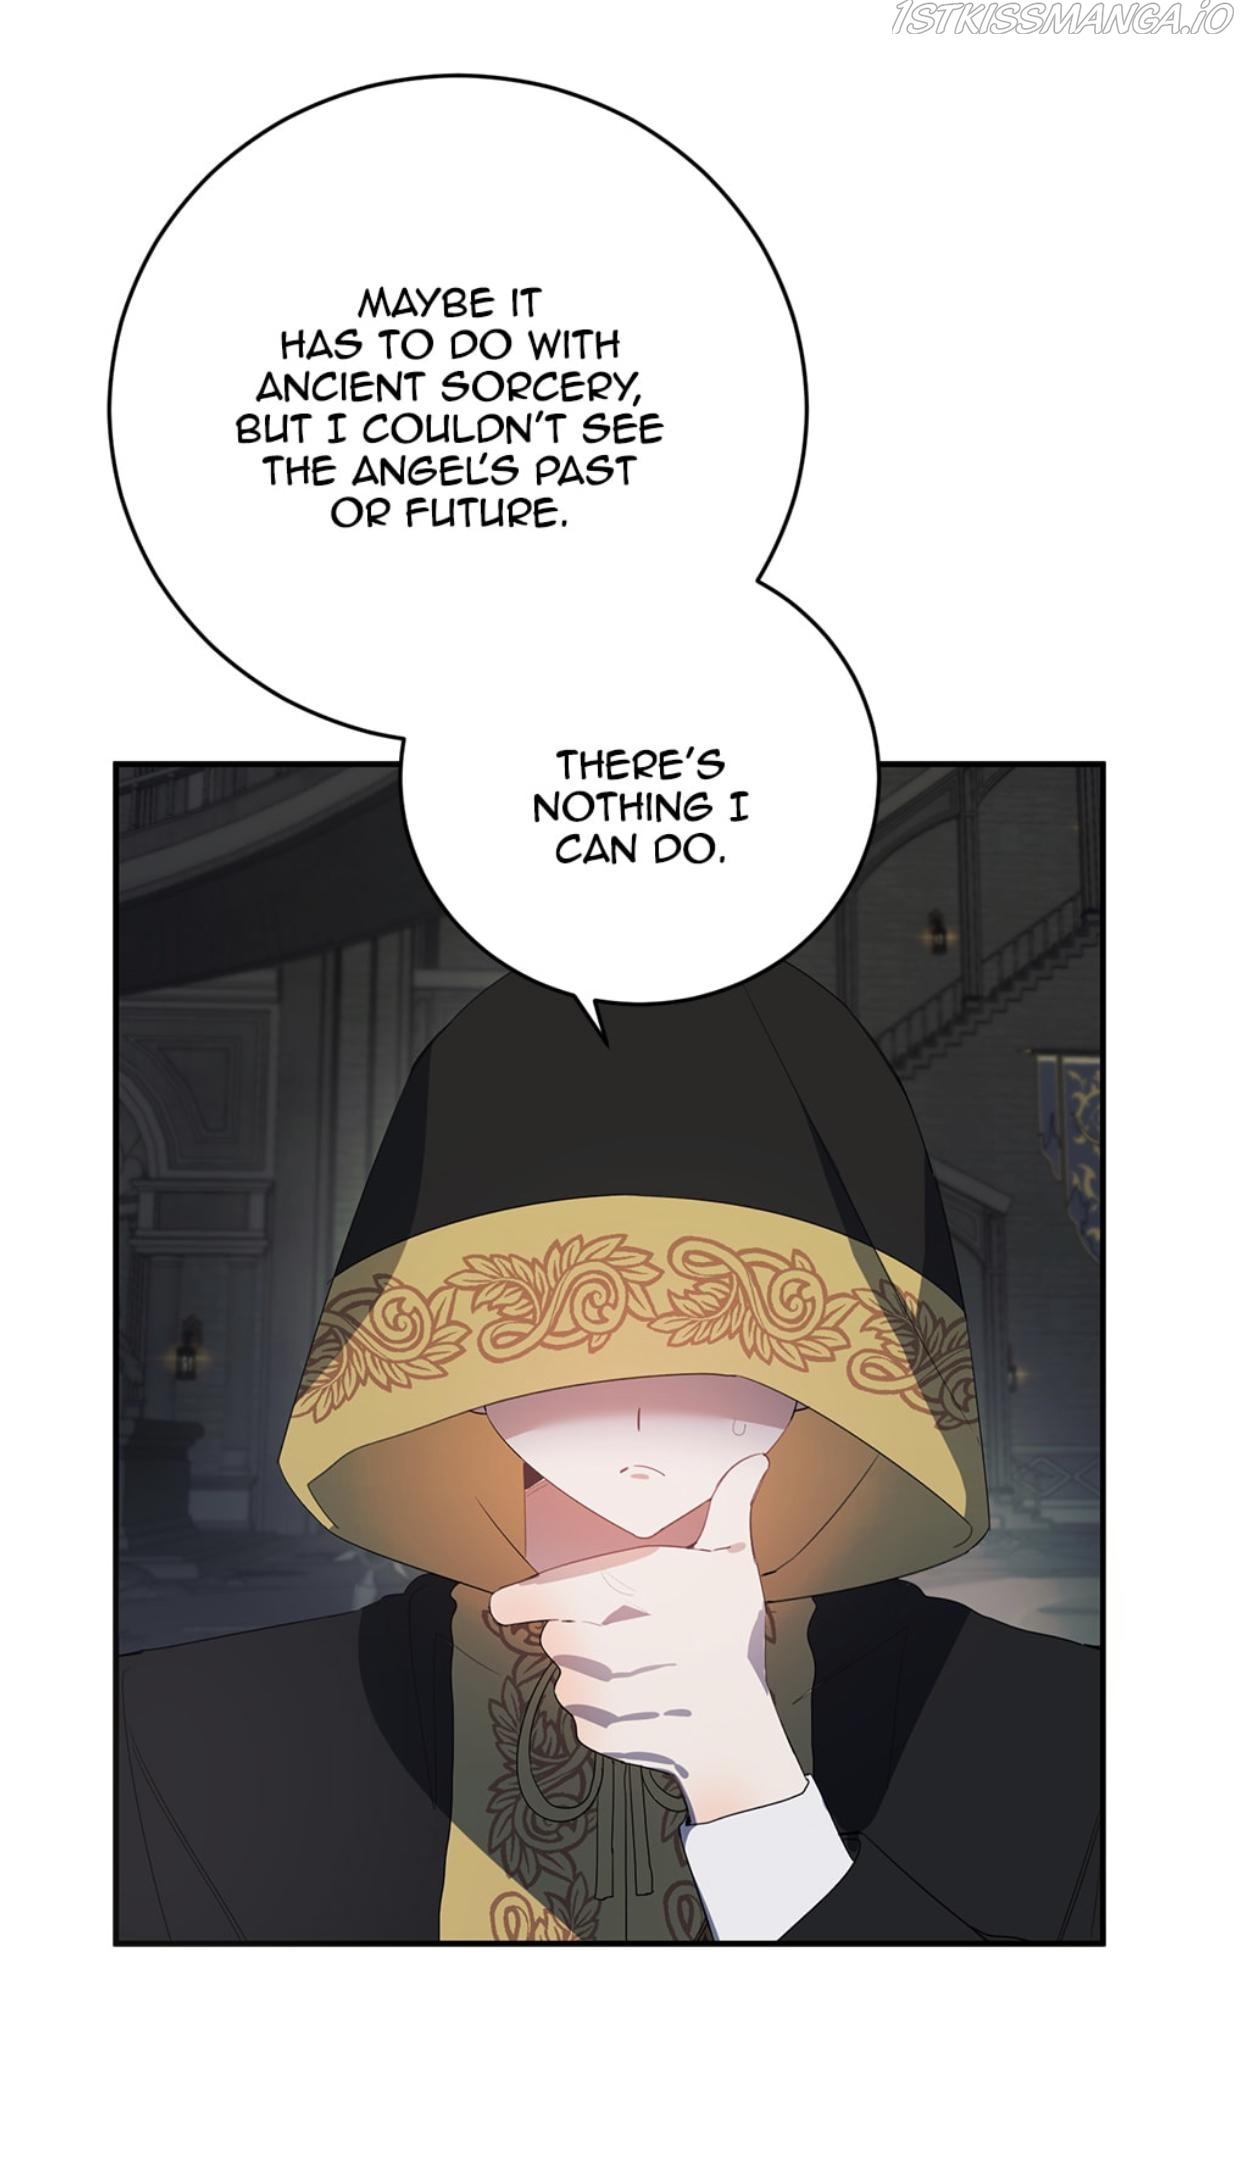 1STKISSMANGA.IO
MAYBE IT
HAS TO DO WITH
ANCIENT SORCERY,
BUT I COULDN'T SEE
THE ANGEL'S PAST
OR FUTURE.
THERE'S
NOTHING I
CAN DO.